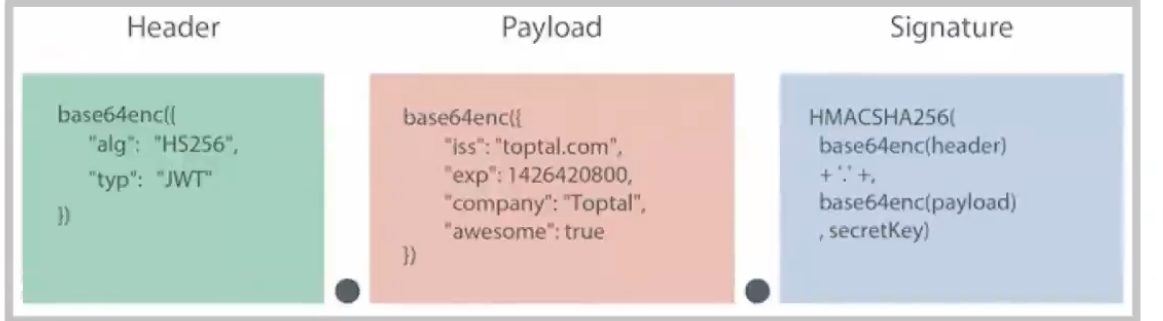 Header
base64enc({
"alg": "HS256",
"typ": "JWT"
})
Payload
base64enc({
"iss": "toptal.com",
"exp": 1426420800,
"company": "Toptal",
"awesome": true
})
Signature
HMACSHA256(
base64enc(header)
+ '.' +,
base64enc(payload)
, secretKey)